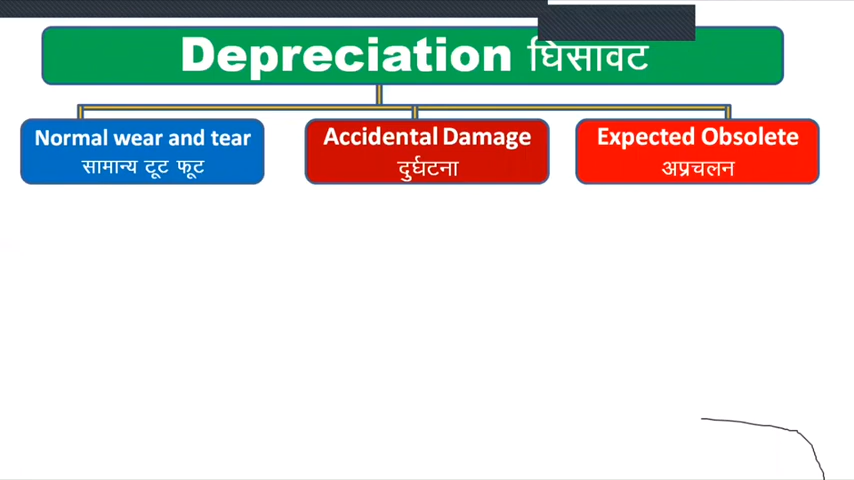 Depreciation घिसावट
Normal wear and tear
सामान्य टूट फूट
Accidental Damage
दुर्घटना
Expected Obsolete
अप्रचलन